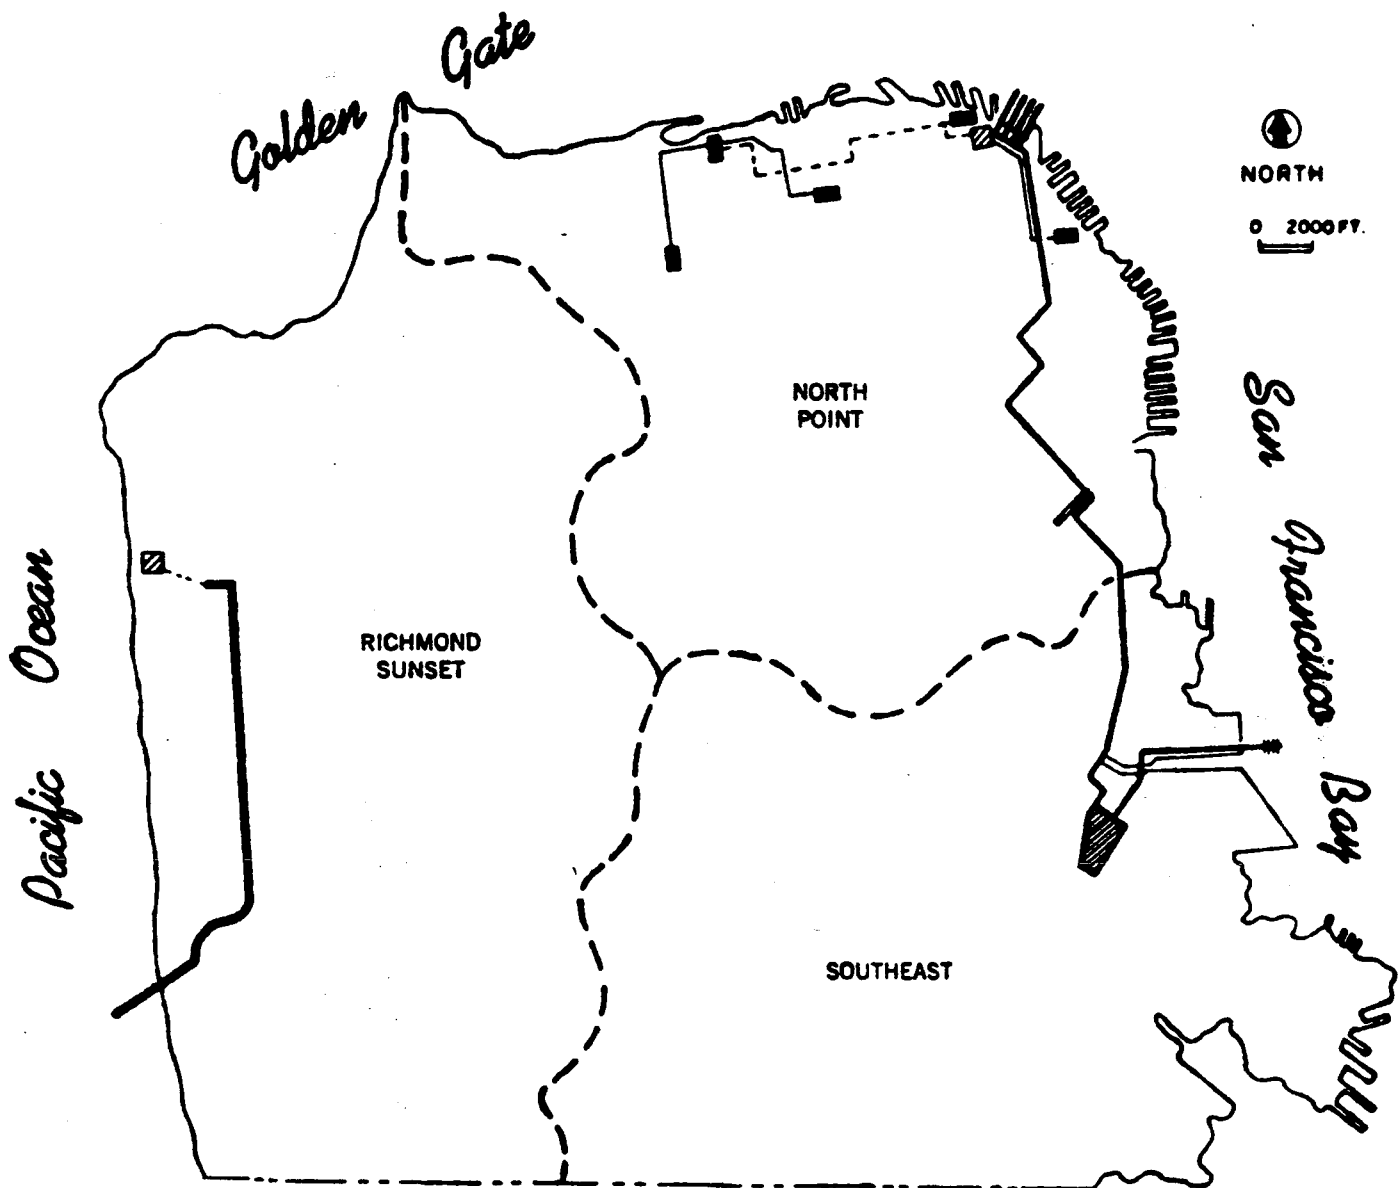 Golden Gate
NORTH
0 2000 FT.
NORTH
POINT
San Francisco Bay
Pacific Ocean
RICHMOND
SUNSET
SOUTHEAST